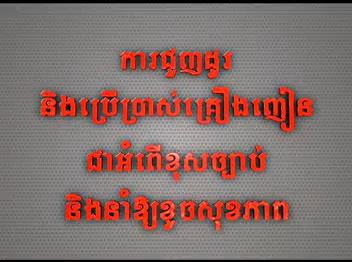 ការជួញដូរ
និងប្រើប្រាស់គ្រឿងញៀន
ជាអំពើខុសច្បាប់
និងនាំឱ្យខូចសុខភាព